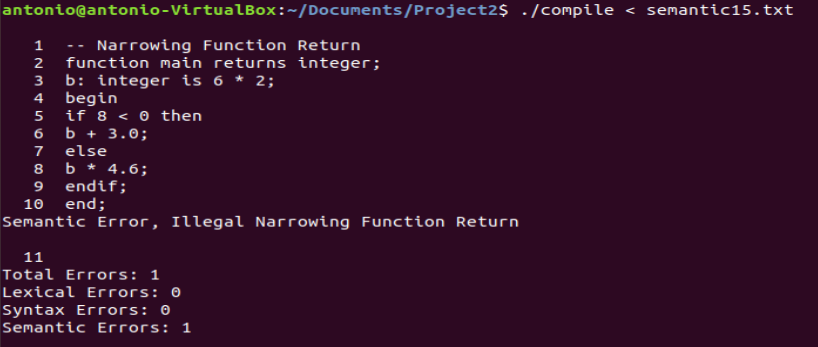 antonio@antonio-VirtualBox:~/Documents/Project2$ ./compile < semantic15.txt
1 -- Narrowing Function Return
2 function main returns integer;
3 b: integer is 6 * 2;
4 begin
5 if 8 < 0 then
6 b + 3.0;
7 else
8 b * 4.6;
9 endif;
10 end;
Semantic Error, Illegal Narrowing Function Return
11
Total Errors: 1
Lexical Errors: 0
Syntax Errors: 0
Semantic Errors: 1